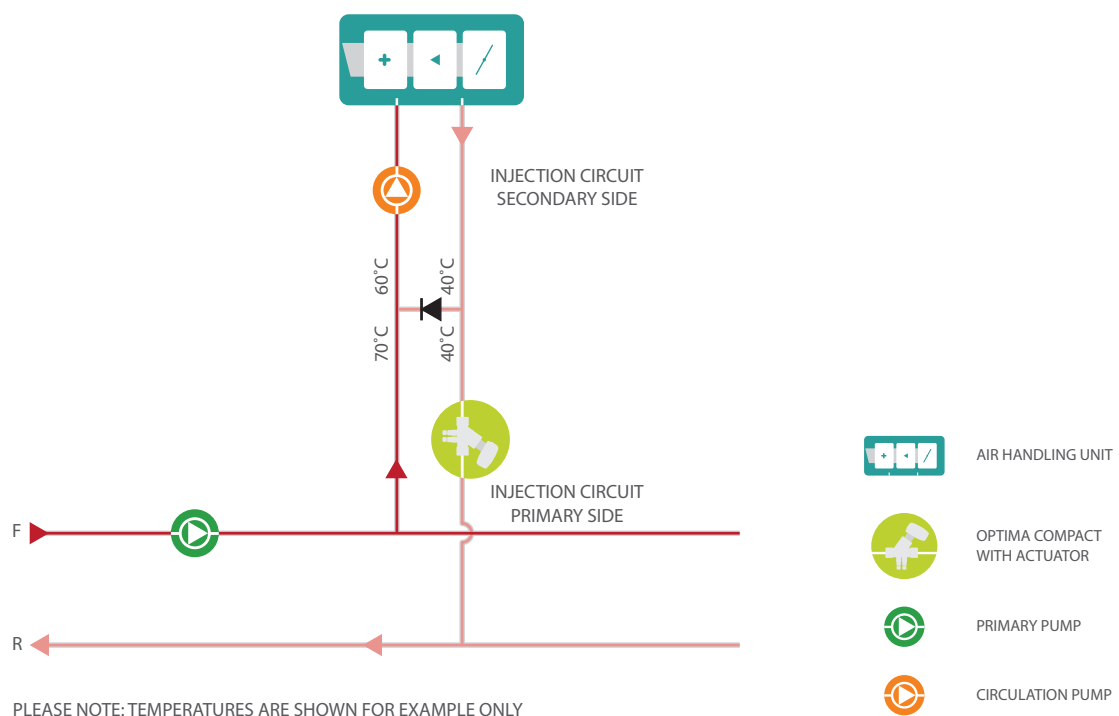 INJECTION CIRCUIT
SECONDARY SIDE
60˚C
40˚C
70˚C
40˚C
INJECTION CIRCUIT
PRIMARY SIDE
F
R
AIR HANDLING UNIT
OPTIMA COMPACT
WITH ACTUATOR
PRIMARY PUMP
CIRCULATION PUMP
PLEASE NOTE: TEMPERATURES ARE SHOWN FOR EXAMPLE ONLY